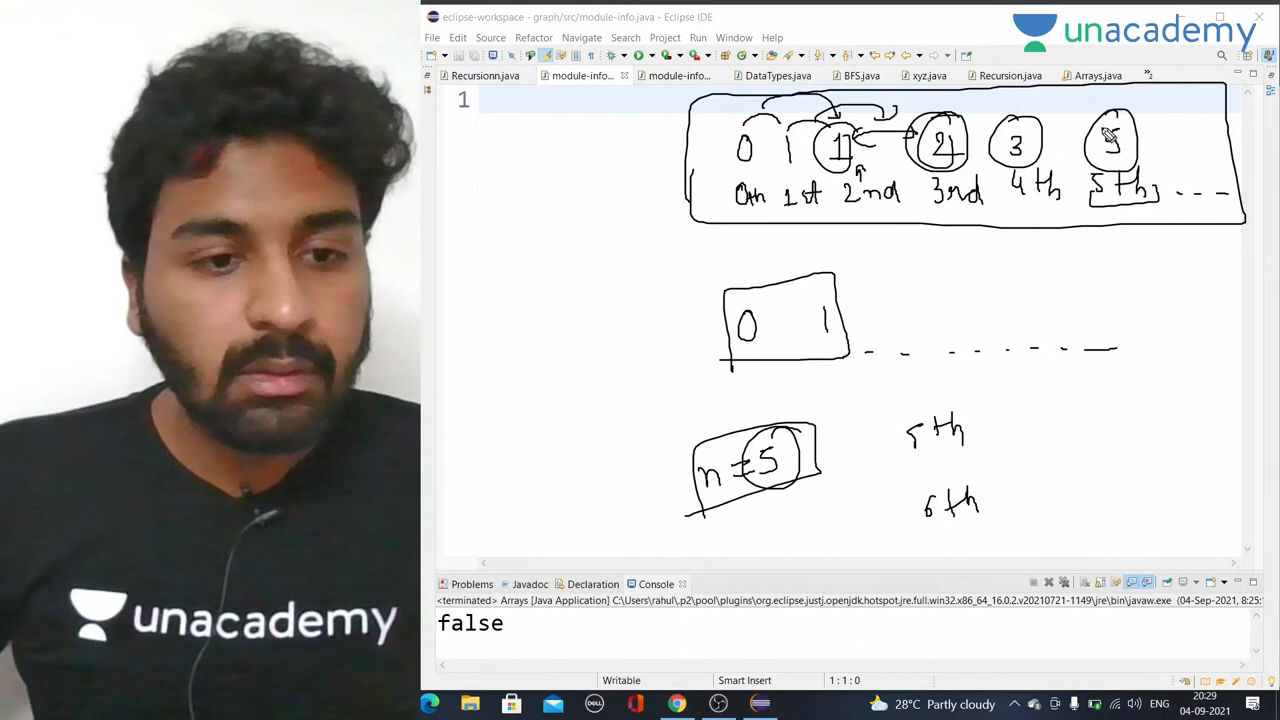 eclipse-workspace - graph/src/module-info.java - Eclipse IDE
unacademy
File Edit Source Refactor Navigate Search Project Run Window Help
Recursionn.java module-info... module-info... DataTypes.java BFS.java xyz.java Recursion.java Arrays.java »2
1
0 1 1 2 3 5
0th 1st 2nd 3rd 4th 5th - - -
0 1
n = 5
5th
6th
unacademy
Problems Javadoc Declaration Console
<terminated> Arrays [Java Application] C:\Users\rahul\.p2\pool\plugins\org.eclipse.justj.openjdk.hotspot.jre.full.win32.x86_64_16.0.2.v20210721-1149\jre\bin\javaw.exe (04-Sep-2021, 8:25:
false
Writable Smart Insert 1 : 1 : 0
28°C Partly cloudy ENG 20:29
04-09-2021